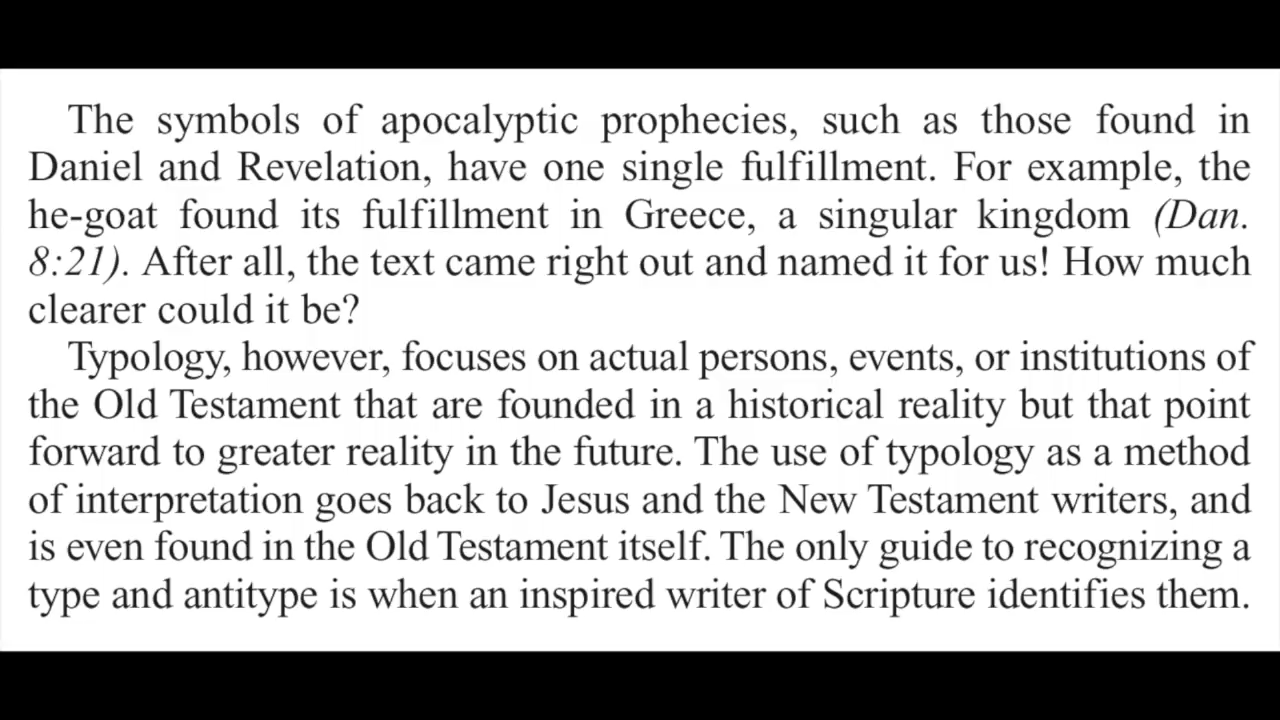 The symbols of apocalyptic prophecies, such as those found in
Daniel and Revelation, have one single fulfillment. For example, the
he-goat found its fulfillment in Greece, a singular kingdom (Dan.
8:21). After all, the text came right out and named it for us! How much
clearer could it be?
Typology, however, focuses on actual persons, events, or institutions of
the Old Testament that are founded in a historical reality but that point
forward to greater reality in the future. The use of typology as a method
of interpretation goes back to Jesus and the New Testament writers, and
is even found in the Old Testament itself. The only guide to recognizing a
type and antitype is when an inspired writer of Scripture identifies them.